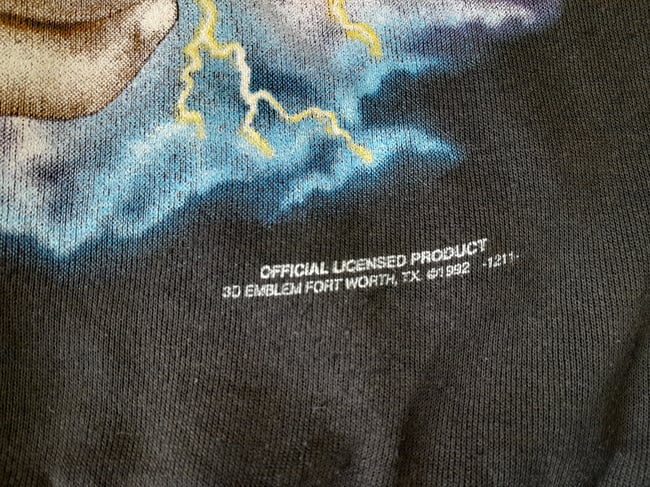 OFFICIAL LICENSED PRODUCT
3D EMBLEM FORT WORTH, TX. ©1992 -1211-